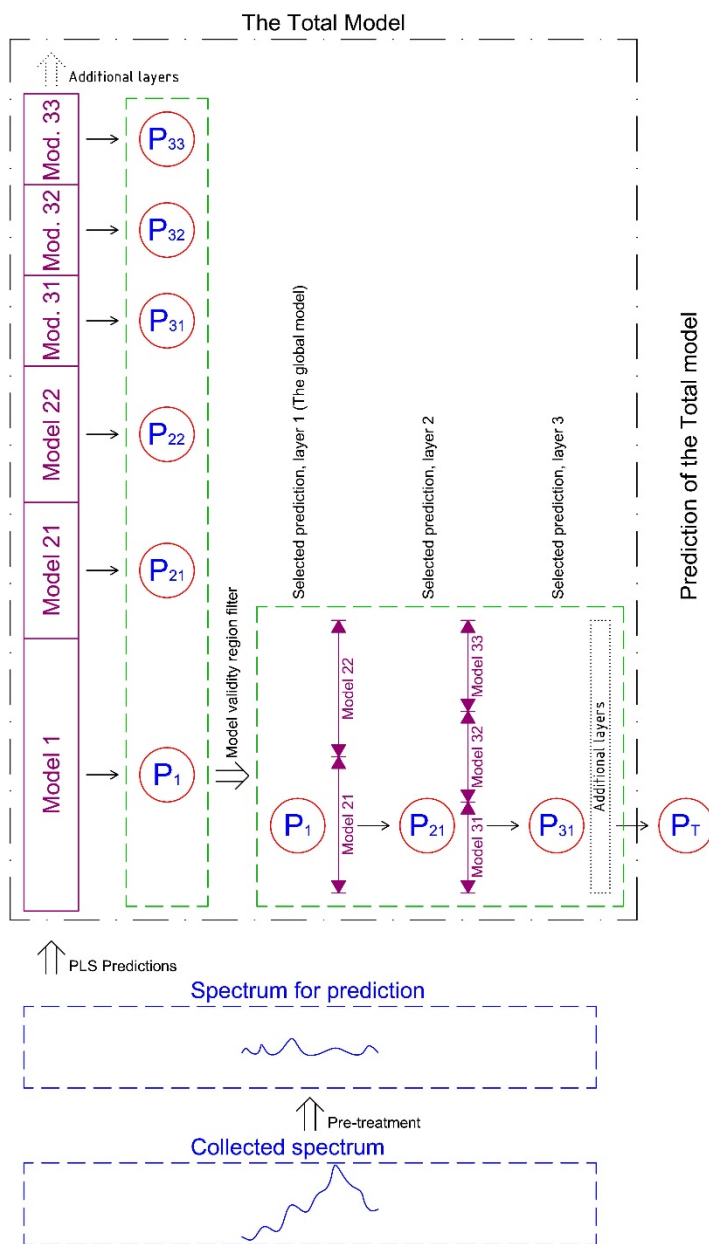 The Total Model
Additional layers
Mod. 33
P33
Mod. 32
P32
Mod. 31
P31
Model 22
P22
Model 21
P21
Model 1
P1
Model validity region filter
Selected prediction, layer 1 (The global model)
Selected prediction, layer 2
Selected prediction, layer 3
Prediction of the Total model
Model 22
Model 21
Model 33
Model 32
Model 31
Additional layers
P1
P21
P31
PT
PLS Predictions
Spectrum for prediction
Pre-treatment
Collected spectrum